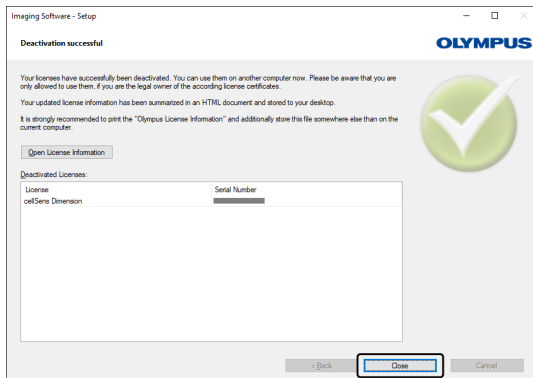 Imaging Software - Setup
Deactivation successful
OLYMPUS
Your licenses have successfully been deactivated. You can use them on another computer now. Please be aware that you are
only allowed to use them, if you are the legal owner of the according license certificates.
Your updated license information has been summarized in an HTML document and stored to your desktop.
It is strongly recommended to print the "Olympus License Information" and additionally store this file somewhere else than on the
current computer.
Open License Information
Deactivated Licenses:
License Serial Number
cellSens Dimension
< Back Close Cancel